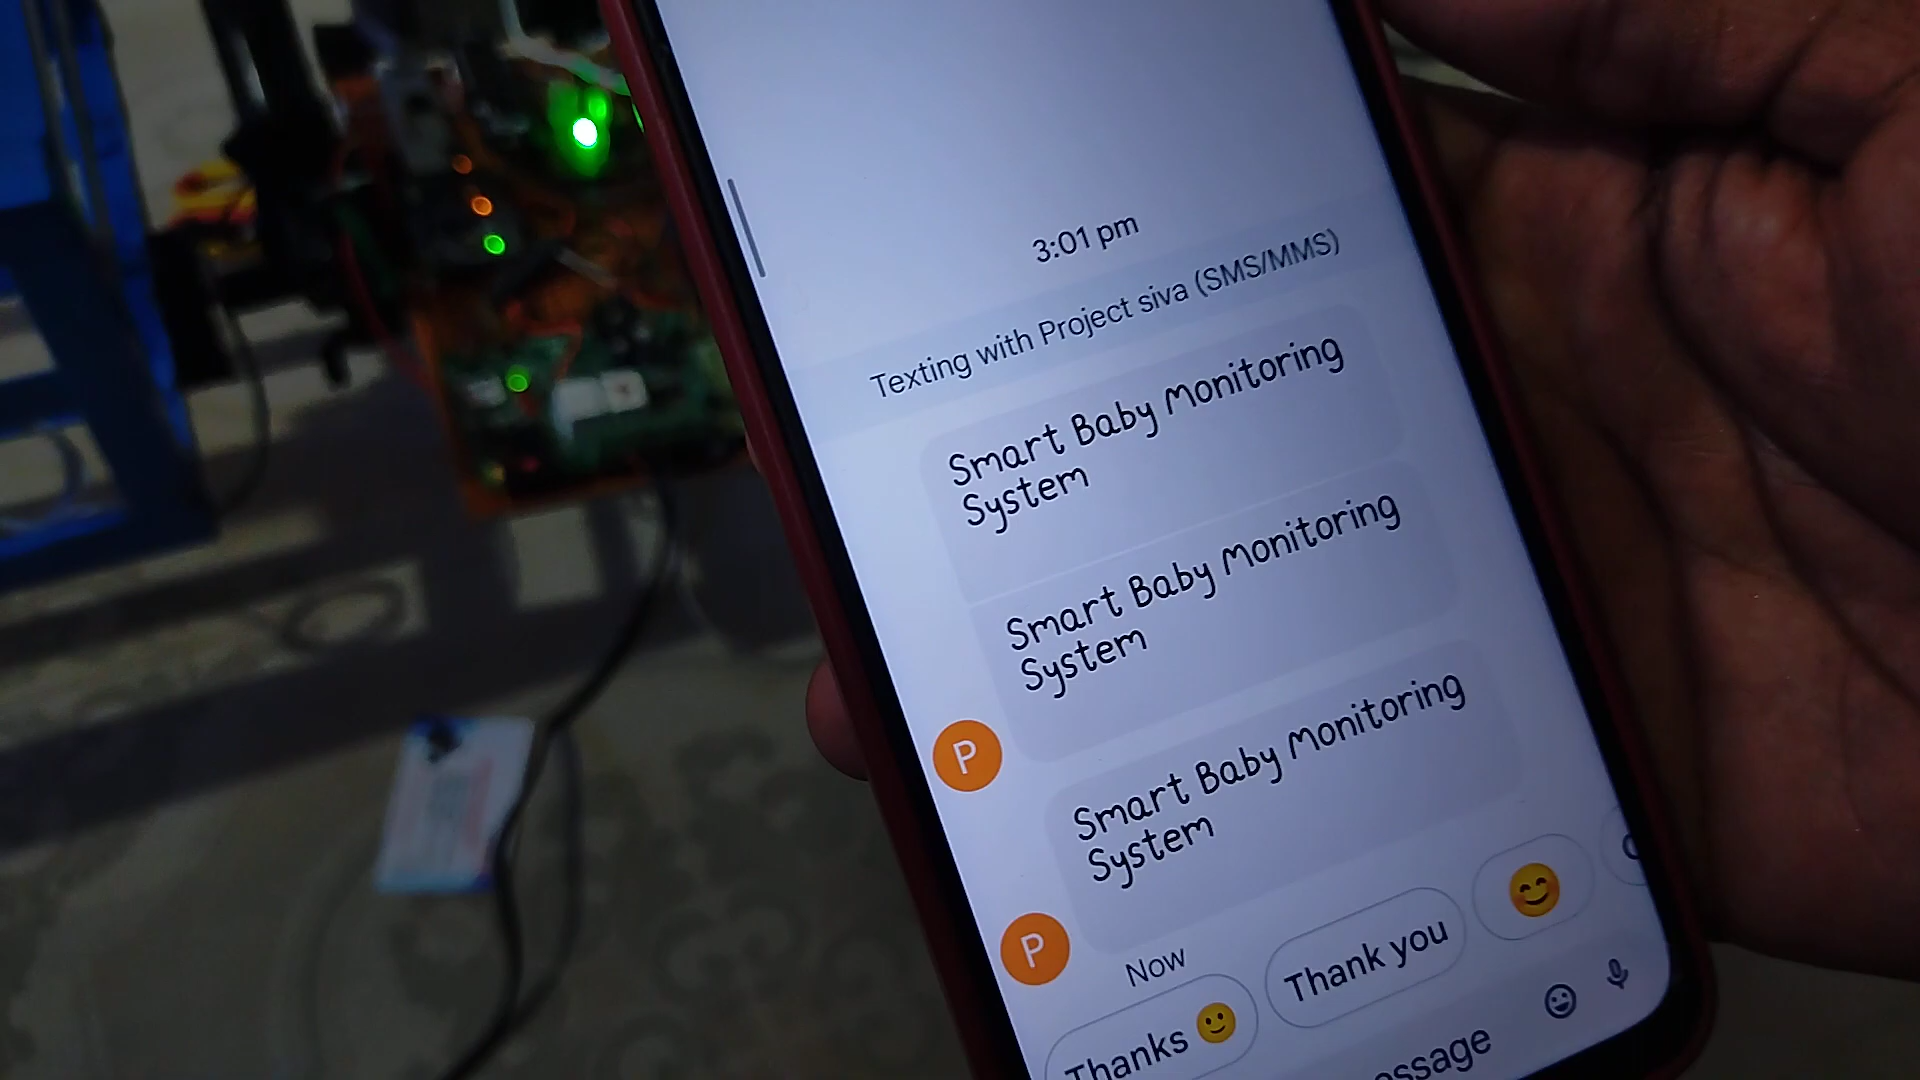 3:01 pm
Texting with Project siva (SMS/MMS)
Smart Baby Monitoring
System
Smart Baby Monitoring
System
P
Smart Baby Monitoring
System
P
Now
Thanks 🙂
Thank you
😊